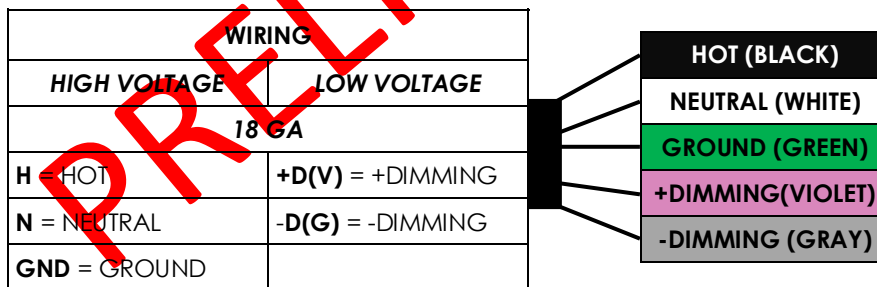 WIRING
HIGH VOLTAGE LOW VOLTAGE
18 GA
H = HOT +D(V) = +DIMMING
N = NEUTRAL -D(G) = -DIMMING
GND = GROUND
HOT (BLACK)
NEUTRAL (WHITE)
GROUND (GREEN)
+DIMMING(VIOLET)
-DIMMING (GRAY)
PREL